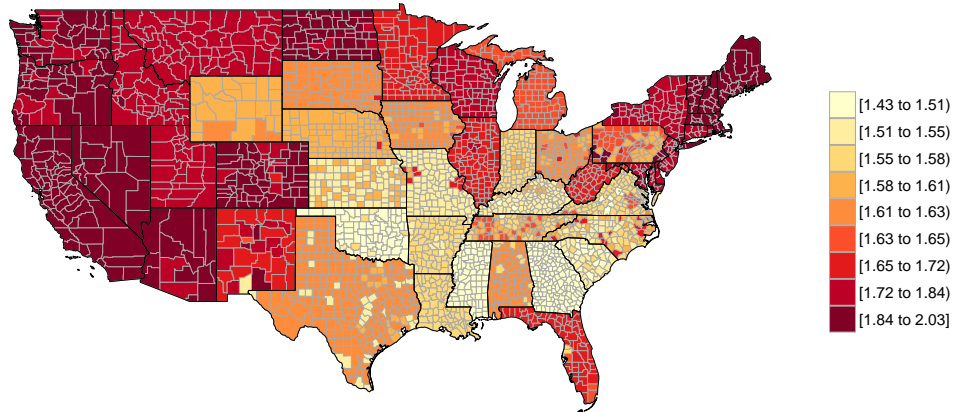 [1.43 to 1.51)
[1.51 to 1.55)
[1.55 to 1.58)
[1.58 to 1.61)
[1.61 to 1.63)
[1.63 to 1.65)
[1.65 to 1.72)
[1.72 to 1.84)
[1.84 to 2.03]